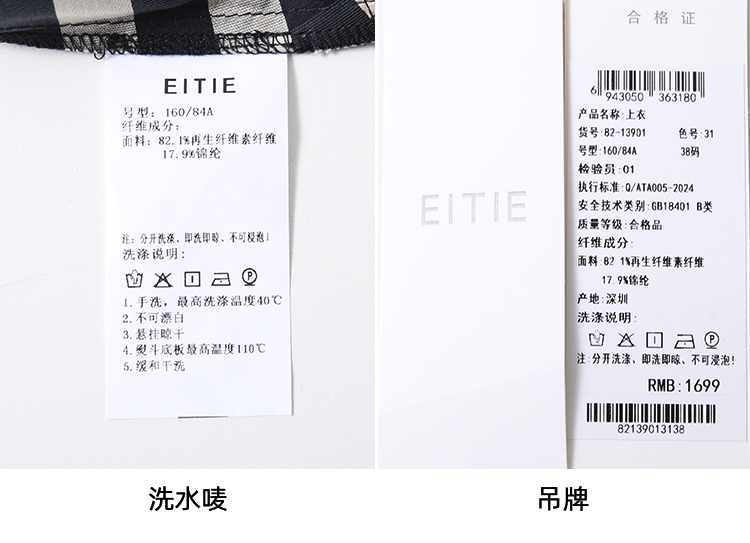 EITIE
号型：160/84A
纤维成分：
面料：82.1%再生纤维素纤维
17.9%锦纶
注：分开洗涤、即洗即晾、不可浸泡！
洗涤说明：
1.手洗，最高洗涤温度40℃
2.不可漂白
3.悬挂晾干
4.熨斗底板最高温度110℃
5.缓和干洗
洗水唛
EITIE
合格证
6 943050 363180
产品名称:上衣
货号:82-13901 色号:31
号型:160/84A 38码
检验员:01
执行标准:Q/ATA005-2024
安全技术类别:GB18401 B类
质量等级:合格品
纤维成分:
面料:82 1%再生纤维素纤维
17.9%锦纶
产地:深圳
洗涤说明:
注:分开洗涤、即洗即晾、不可浸泡!
RMB:1699
82139013138
吊牌